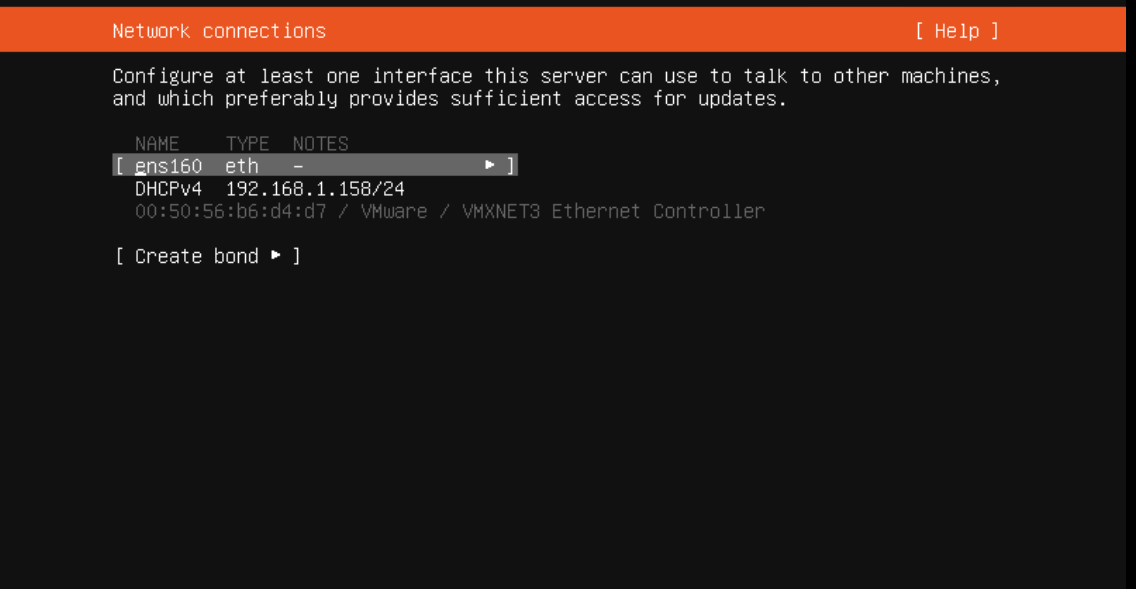 Network connections [ Help ]
Configure at least one interface this server can use to talk to other machines,
and which preferably provides sufficient access for updates.
NAME TYPE NOTES
[ ens160 eth – ▸ ]
DHCPv4 192.168.1.158/24
00:50:56:b6:d4:d7 / VMware / VMXNET3 Ethernet Controller
[ Create bond ▸ ]